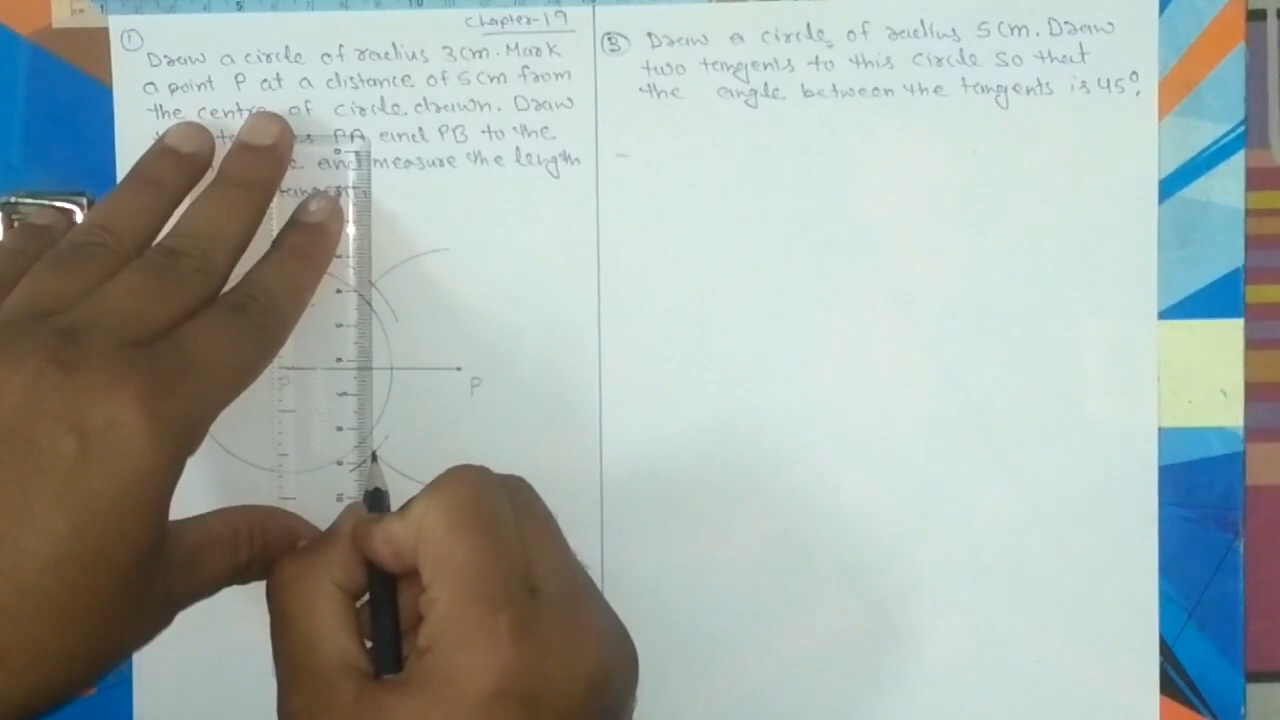 Chapter-19
①
Draw a circle of radius 3cm. Mark
a point P at a distance of 5cm from
the centre of circle drawn. Draw
PA and PB to the
and measure the length
P
③ Draw a circle of radius 5cm. Draw
two tangents to this circle so that
the angle between the tangents is 45°.